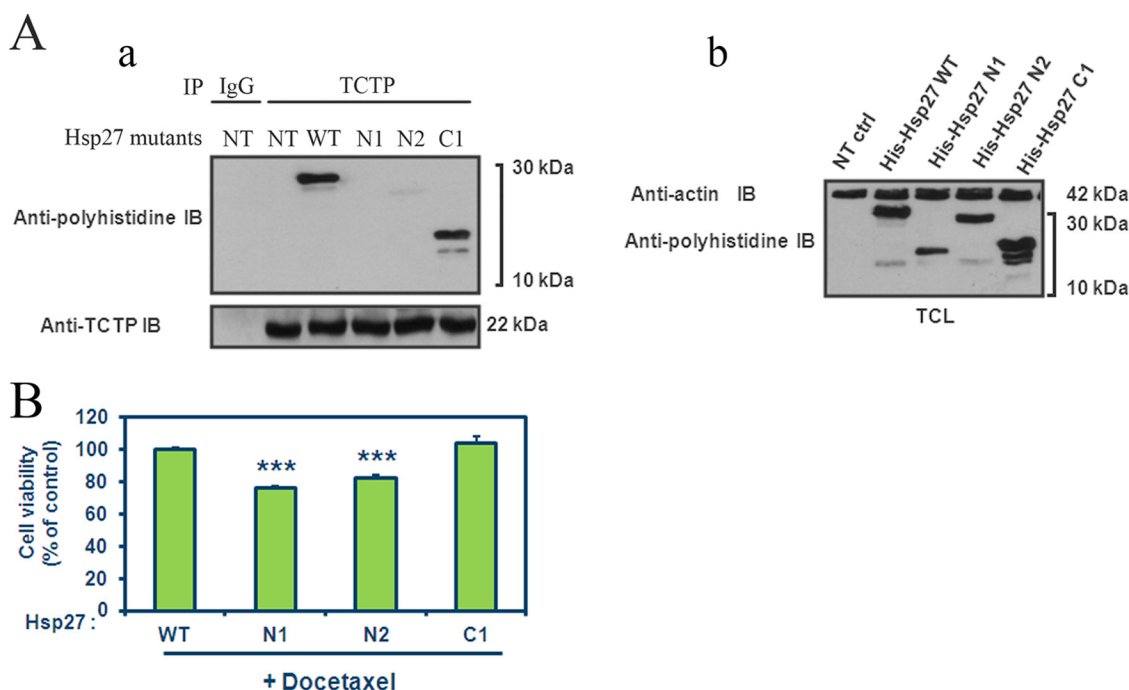 A
a
IP IgG TCTP
Hsp27 mutants NT NT WT N1 N2 C1
30 kDa
Anti-polyhistidine IB
10 kDa
Anti-TCTP IB 22 kDa
b
NT ctrl His-Hsp27 WT His-Hsp27 N1 His-Hsp27 N2 His-Hsp27 C1
Anti-actin IB 42 kDa
30 kDa
Anti-polyhistidine IB
10 kDa
TCL
B
Cell viability
(% of control)
120
100
80
60
40
20
0
*** ***
Hsp27 : WT N1 N2 C1
+ Docetaxel